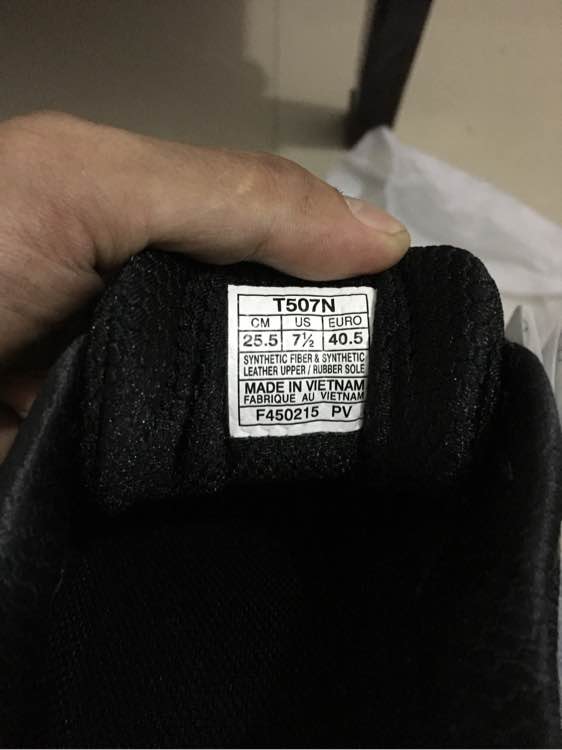 T507N
CM US EURO
25.5 7½ 40.5
SYNTHETIC FIBER & SYNTHETIC
LEATHER UPPER / RUBBER SOLE
MADE IN VIETNAM
FABRIQUE AU VIETNAM
F450215 PV